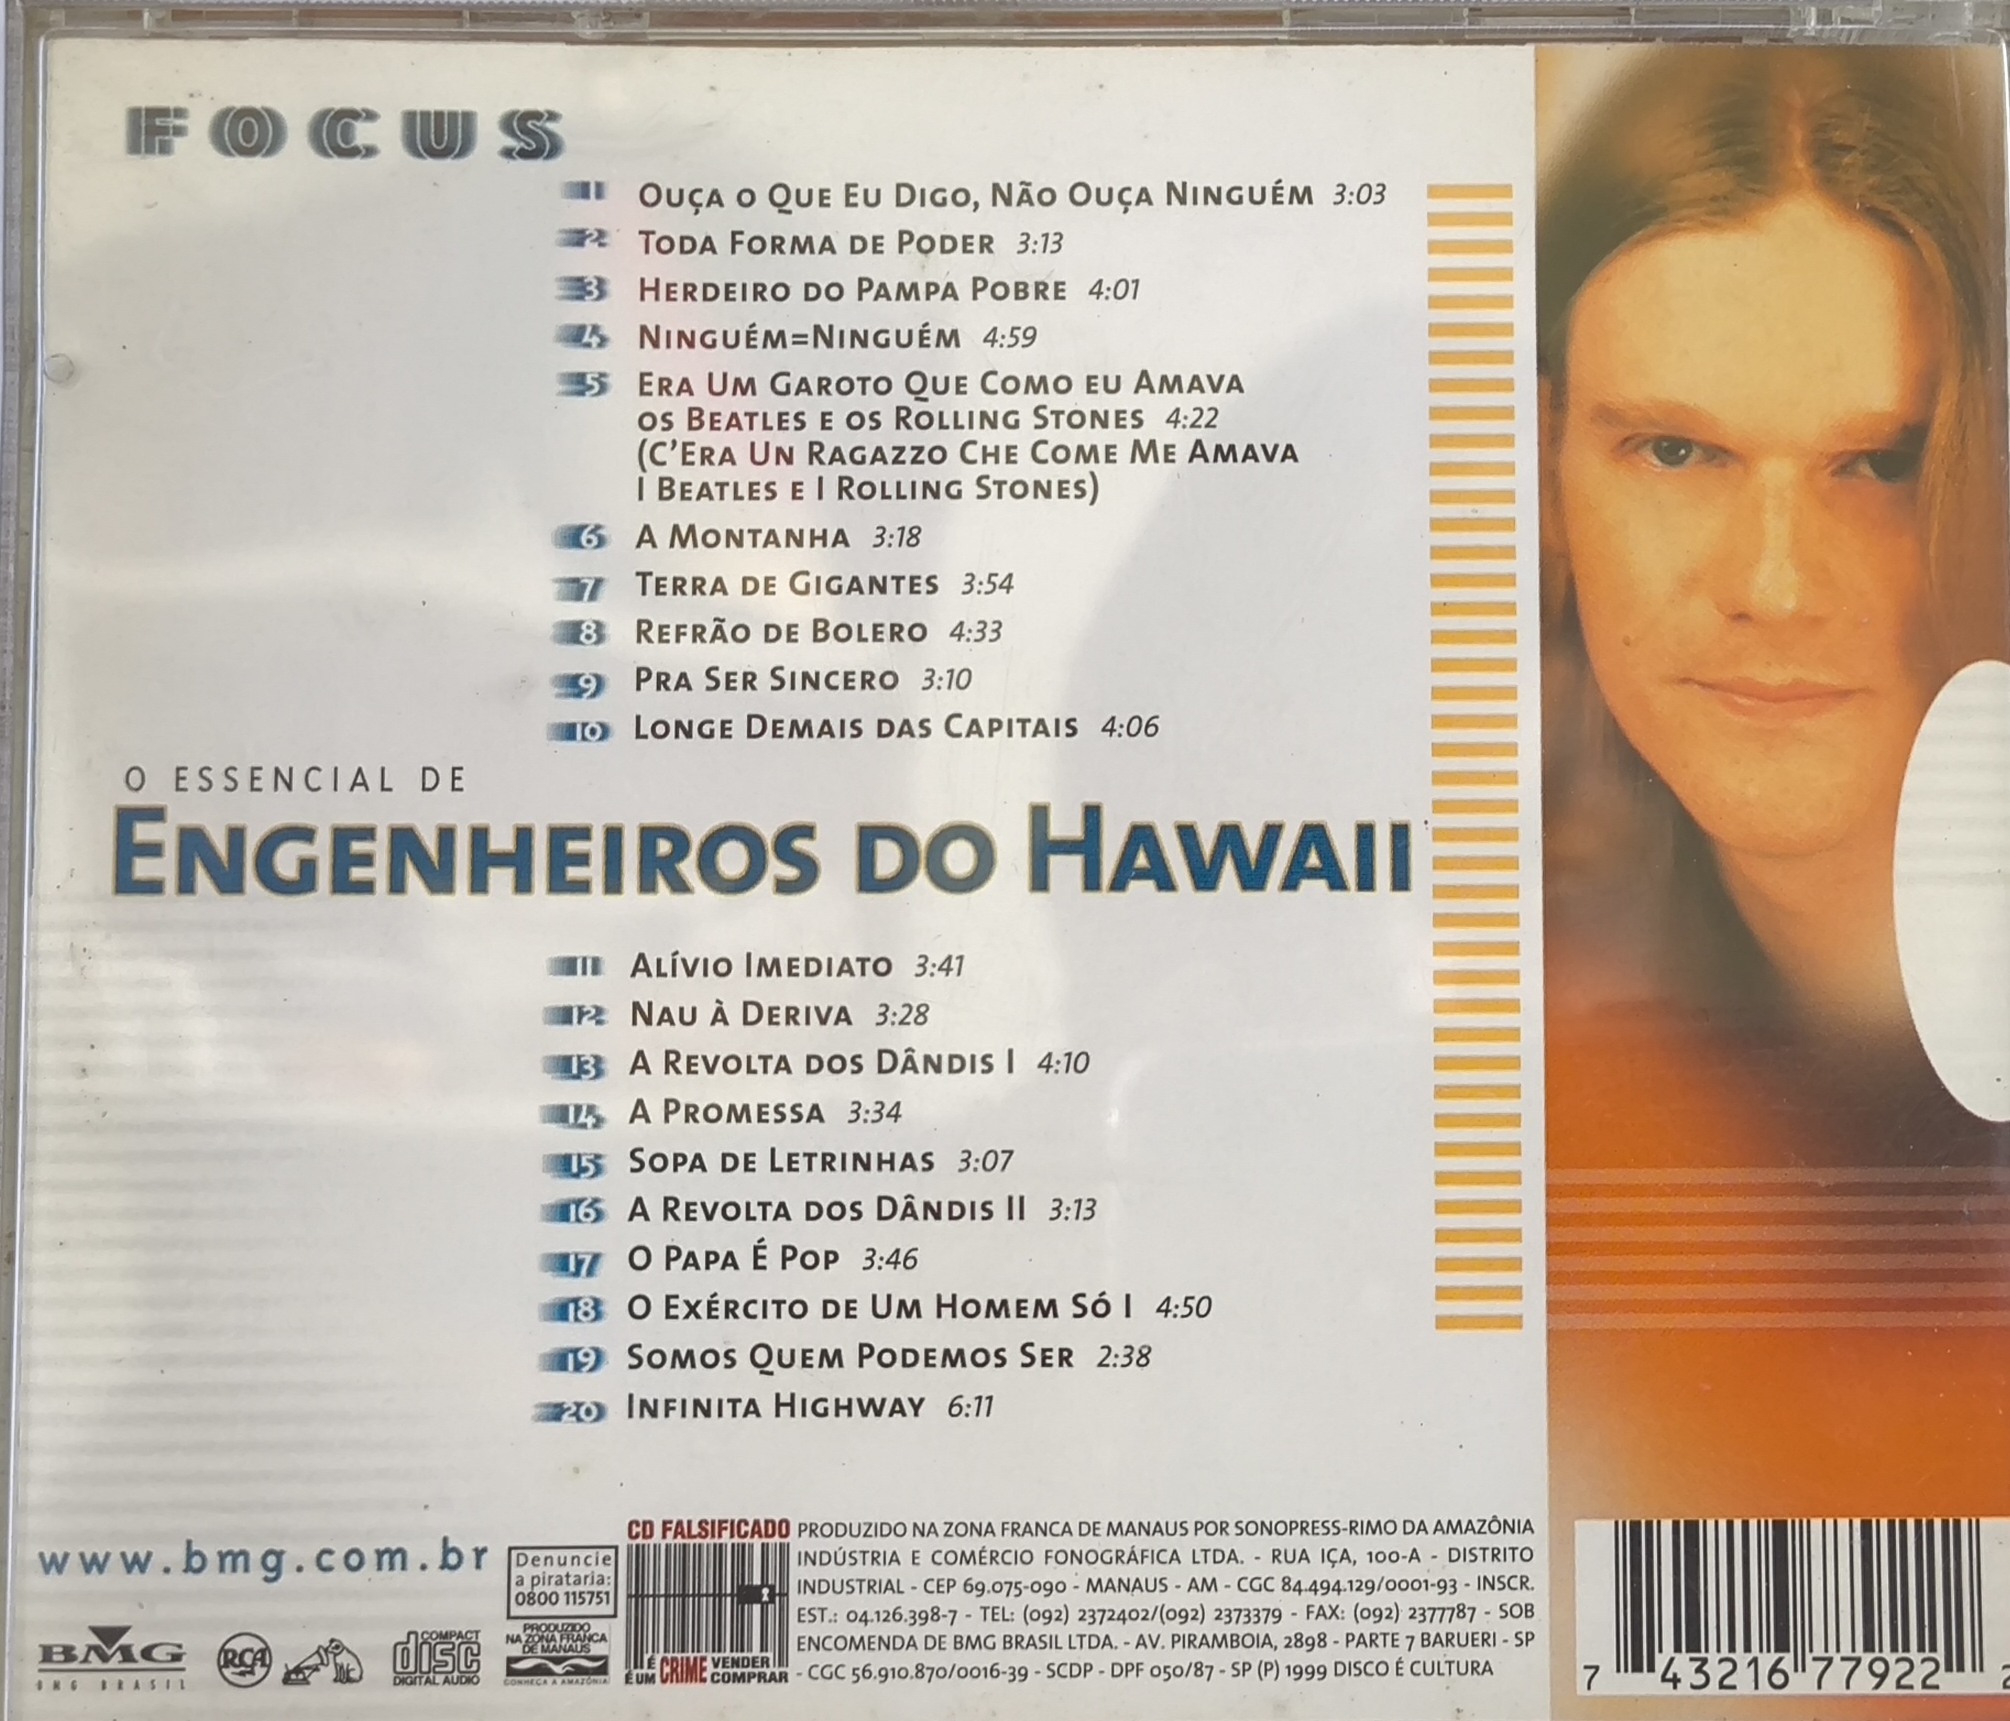 FOCUS
1 Ouça o Que Eu Digo, Não Ouça Ninguém 3:03
2 Toda Forma de Poder 3:13
3 Herdeiro do Pampa Pobre 4:01
4 Ninguém=Ninguém 4:59
5 Era Um Garoto Que Como eu Amava
os Beatles e os Rolling Stones 4:22
(C'Era Un Ragazzo Che Come Me Amava
I Beatles e I Rolling Stones)
6 A Montanha 3:18
7 Terra de Gigantes 3:54
8 Refrão de Bolero 4:33
9 Pra Ser Sincero 3:10
10 Longe Demais das Capitais 4:06
O ESSENCIAL DE
Engenheiros do Hawaii
11 Alívio Imediato 3:41
12 Nau à Deriva 3:28
13 A Revolta dos Dândis I 4:10
14 A Promessa 3:34
15 Sopa de Letrinhas 3:07
16 A Revolta dos Dândis II 3:13
17 O Papa É Pop 3:46
18 O Exército de Um Homem Só I 4:50
19 Somos Quem Podemos Ser 2:38
20 Infinita Highway 6:11
www.bmg.com.br
Denuncie
a pirataria:
0800 115751
CD FALSIFICADO
É É UM CRIME VENDER COMPRAR
PRODUZIDO NA ZONA FRANCA DE MANAUS POR SONOPRESS-RIMO DA AMAZÔNIA
INDÚSTRIA E COMÉRCIO FONOGRÁFICA LTDA. - RUA IÇA, 100-A - DISTRITO
INDUSTRIAL - CEP 69.075-090 - MANAUS - AM - CGC 84.494.129/0001-93 - INSCR.
EST.: 04.126.398-7 - TEL: (092) 2372402/(092) 2373379 - FAX: (092) 2377787 - SOB
ENCOMENDA DE BMG BRASIL LTDA. - AV. PIRAMBOIA, 2898 - PARTE 7 BARUERI - SP
- CGC 56.910.870/0016-39 - SCDP - DPF 050/87 - SP (P) 1999 DISCO É CULTURA
BMG
BMG BRASIL
RCA
COMPACT
disc
DIGITAL AUDIO
PRODUZIDO
NA ZONA FRANCA
DE MANAUS
CONHEÇA A AMAZÔNIA
7 43216 77922 2